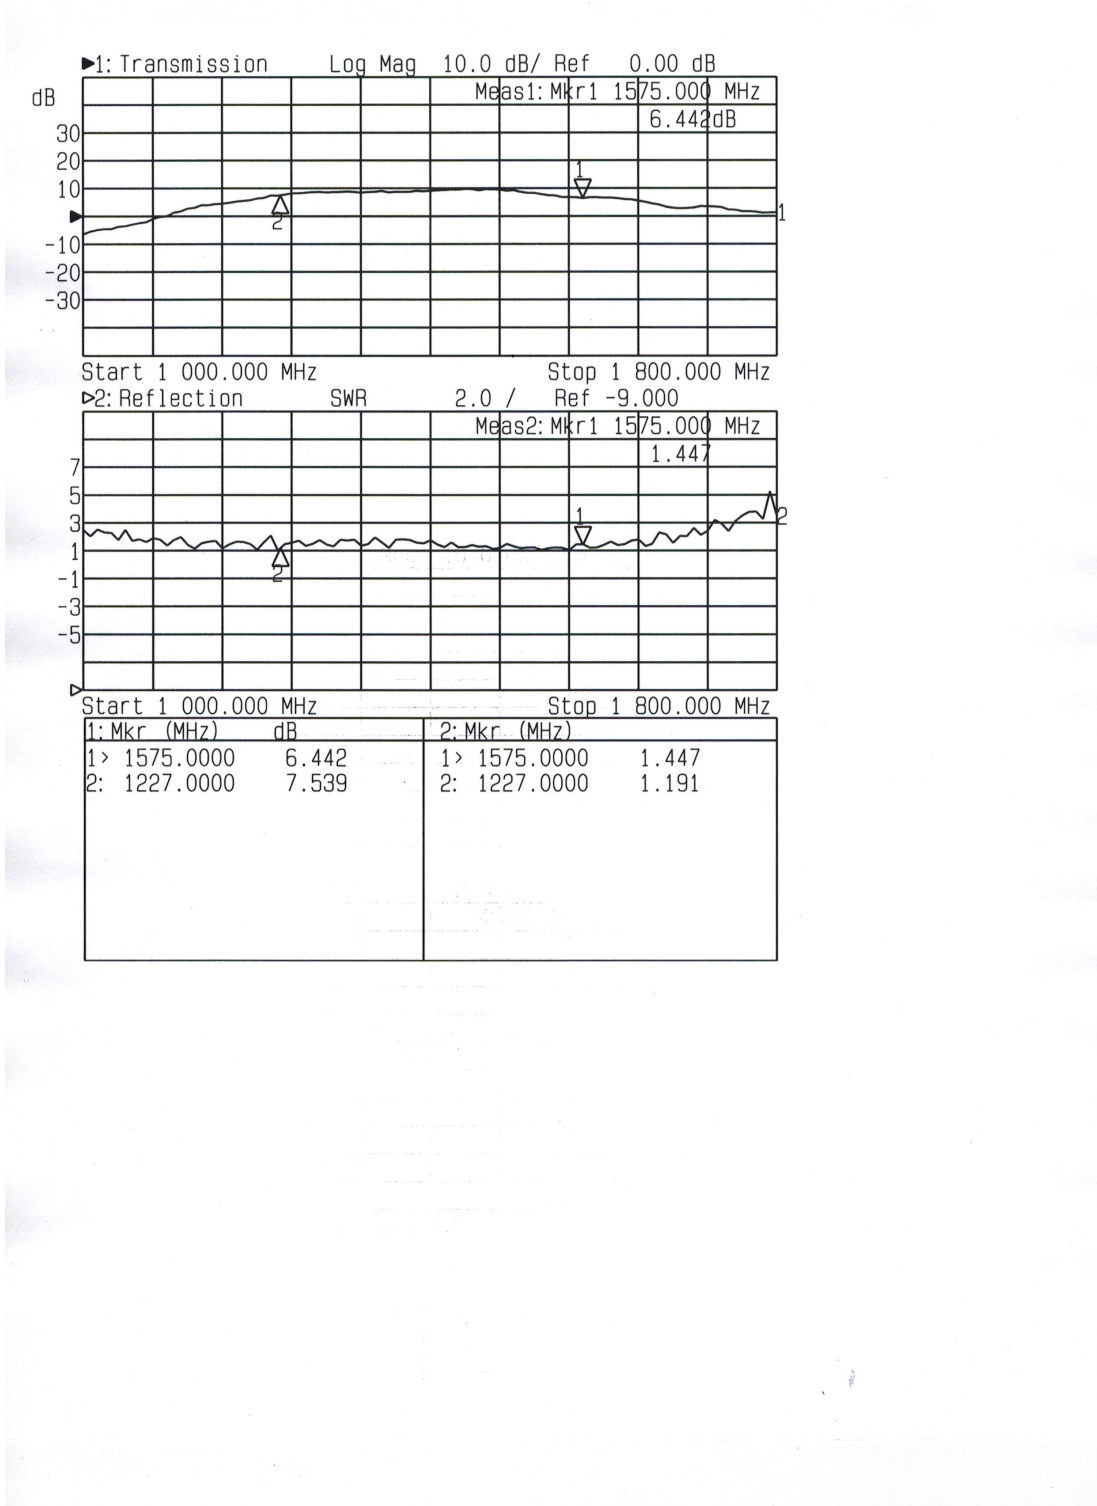 ►1: Transmission Log Mag 10.0 dB/ Ref 0.00 dB
dB
Meas1: Mkr1 1575.000 MHz
6.442 dB
30
20
10
-10
-20
-30
1
2
1
Start 1 000.000 MHz Stop 1 800.000 MHz
▷2: Reflection SWR 2.0 / Ref -9.000
Meas2: Mkr1 1575.000 MHz
1.447
7
5
3
1
-1
-3
-5
1
2
2
Start 1 000.000 MHz Stop 1 800.000 MHz
1: Mkr (MHz) dB 2: Mkr (MHz)
1> 1575.0000 6.442 1> 1575.0000 1.447
2: 1227.0000 7.539 2: 1227.0000 1.191